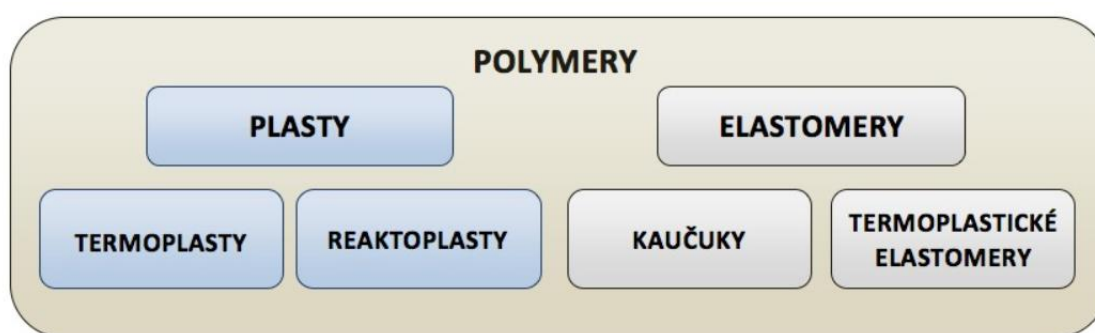 POLYMERY
PLASTY
ELASTOMERY
TERMOPLASTY
REAKTOPLASTY
KAUČUKY
TERMOPLASTICKÉ
ELASTOMERY